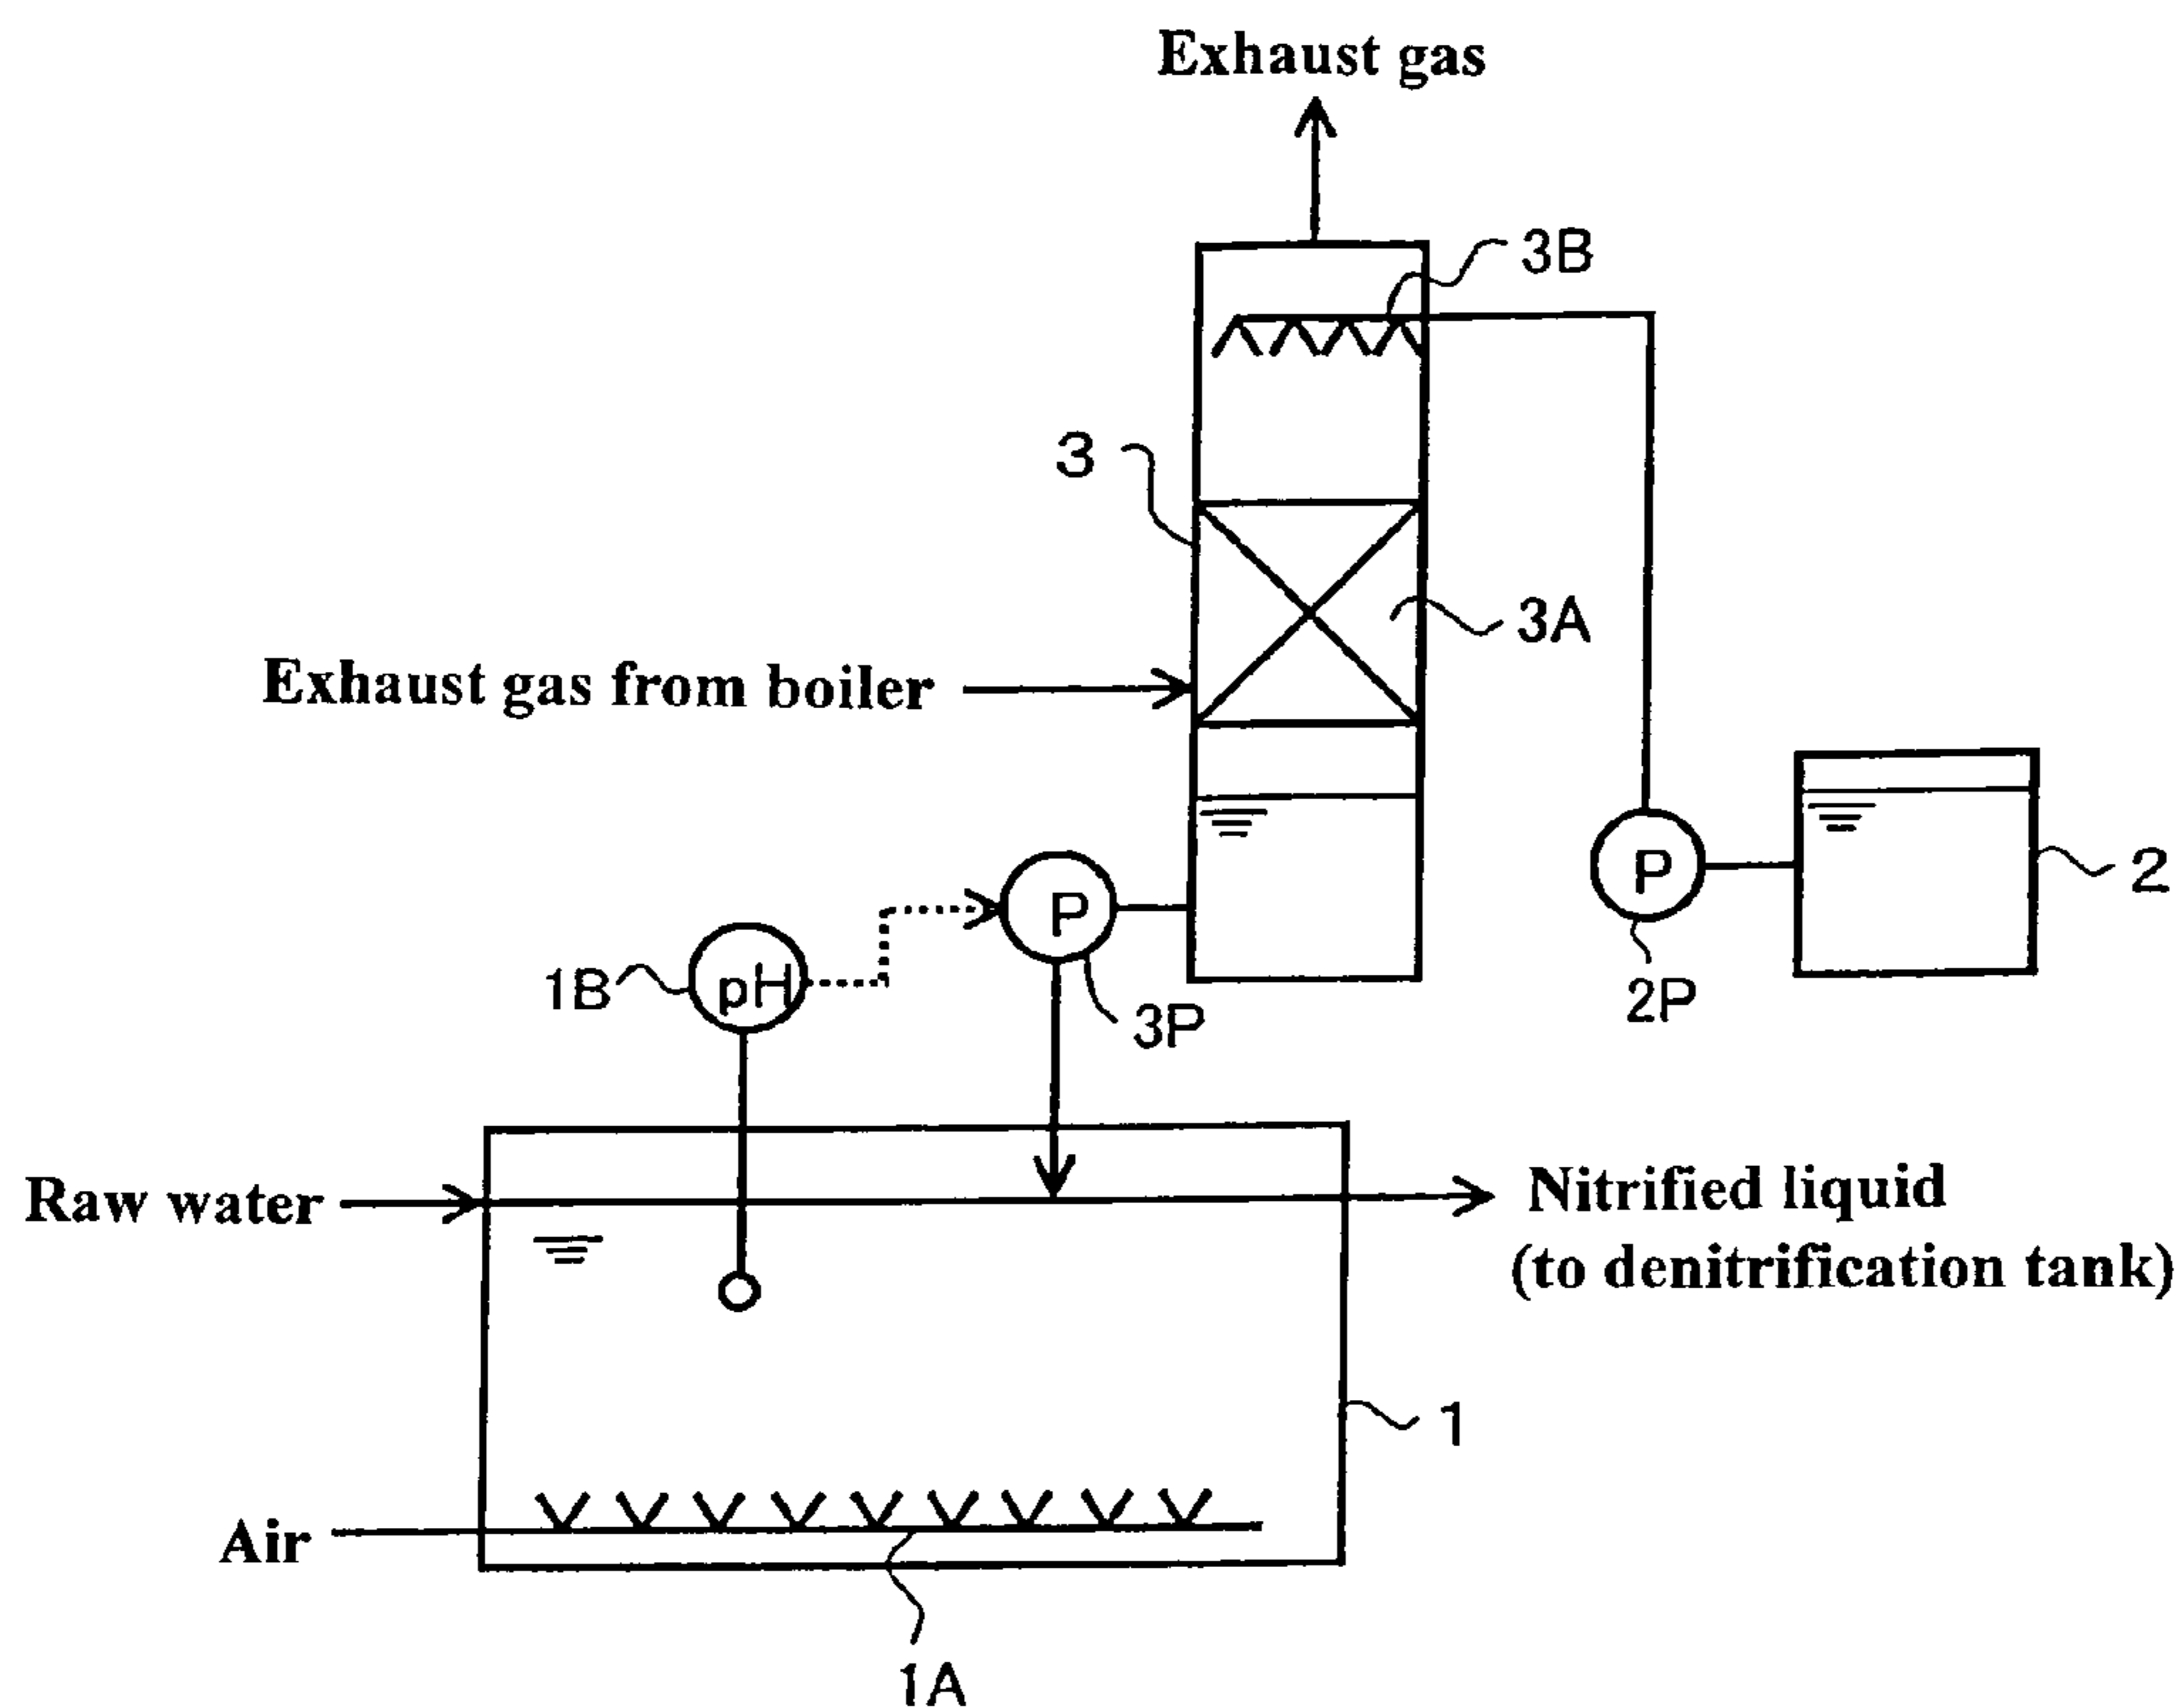 Exhaust gas
3B
3
3A
Exhaust gas from boiler
P
P
2
pH
1B
3P
2P
Raw water
Nitrified liquid
(to denitrification tank)
1
Air
1A